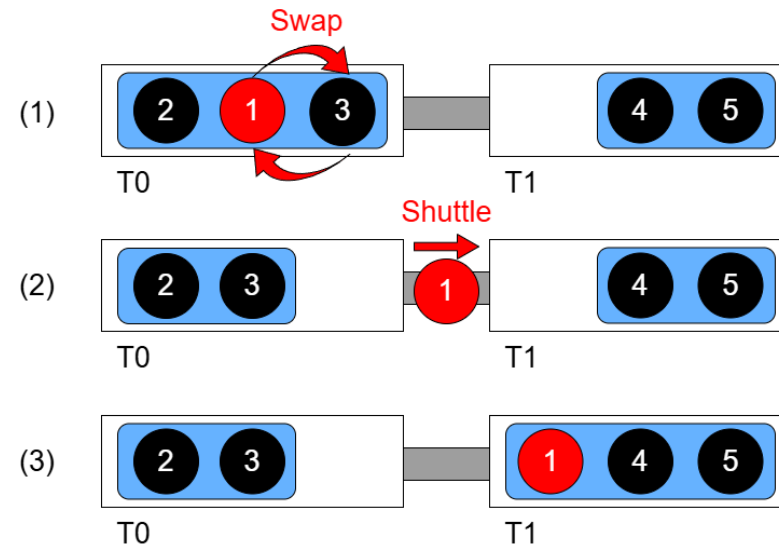 Swap
(1) 2 1 3 4 5
T0 T1
Shuttle
(2) 2 3 1 4 5
T0 T1
(3) 2 3 1 4 5
T0 T1